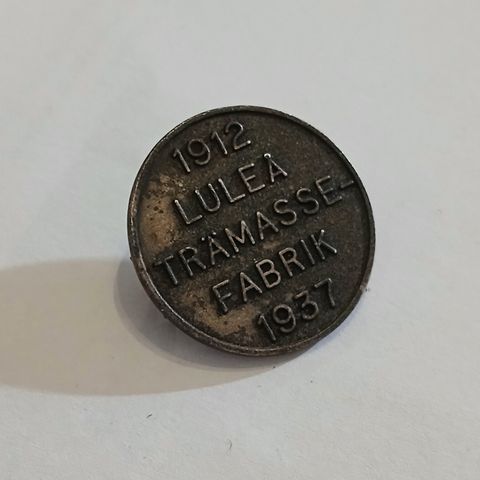 1912
LULEÅ
TRÄMASSE-
FABRIK
1937